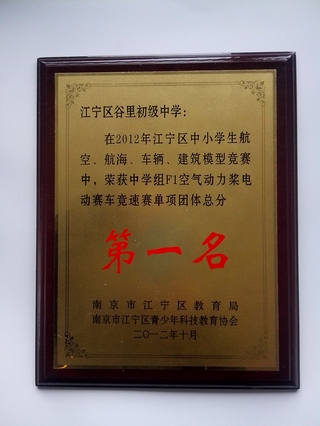 江宁区谷里初级中学：
在2012年江宁区中小学生航
空、航海、车辆、建筑模型竞赛
中，荣获中学组F1空气动力桨电
动赛车竞速赛单项团体总分
第一名
南京市江宁区教育局
南京市江宁区青少年科技教育协会
二〇一二年十月